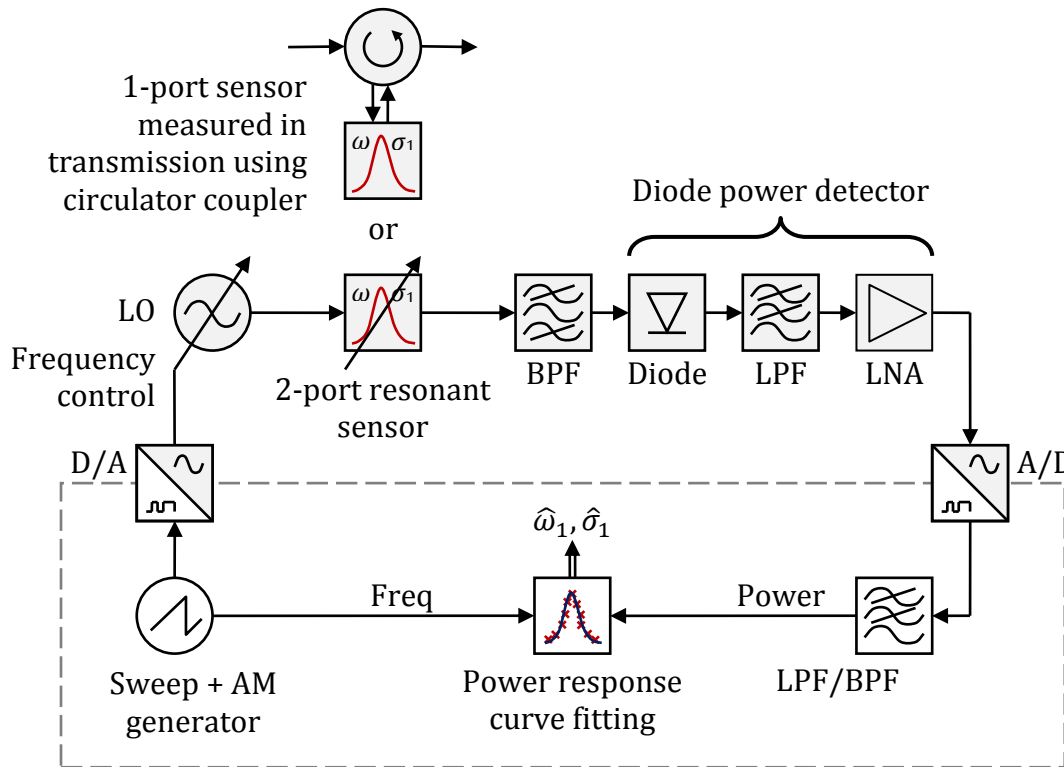 1-port sensor
measured in
transmission using
circulator coupler
ω σ₁
or
Diode power detector
LO
ω σ₁
Frequency
control
2-port resonant
sensor
BPF
Diode
LPF
LNA
D/A
A/D
ω̂₁, σ̂₁
Freq
Power
Sweep + AM
generator
Power response
curve fitting
LPF/BPF